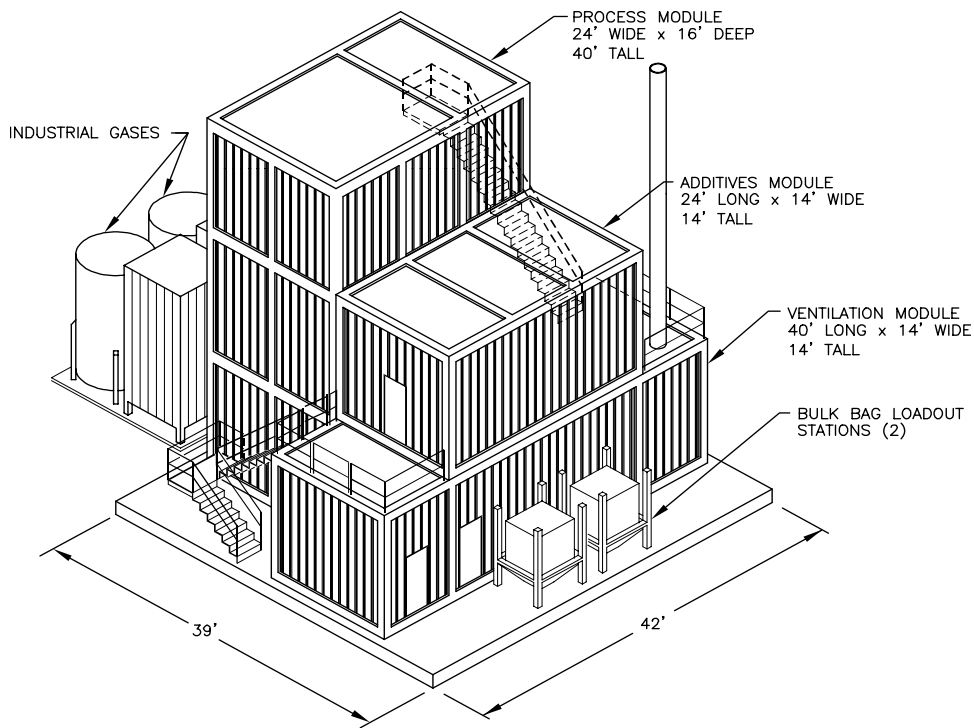 PROCESS MODULE
24' WIDE x 16' DEEP
40' TALL
INDUSTRIAL GASES
ADDITIVES MODULE
24' LONG x 14' WIDE
14' TALL
VENTILATION MODULE
40' LONG x 14' WIDE
14' TALL
BULK BAG LOADOUT
STATIONS (2)
39'
42'